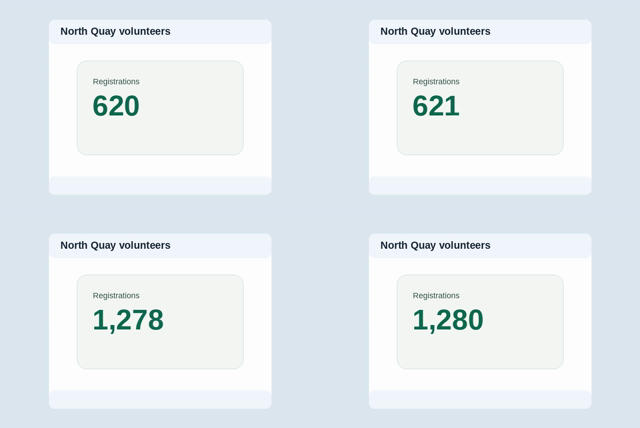 North Quay volunteers
Registrations
620
North Quay volunteers
Registrations
621
North Quay volunteers
Registrations
1,278
North Quay volunteers
Registrations
1,280